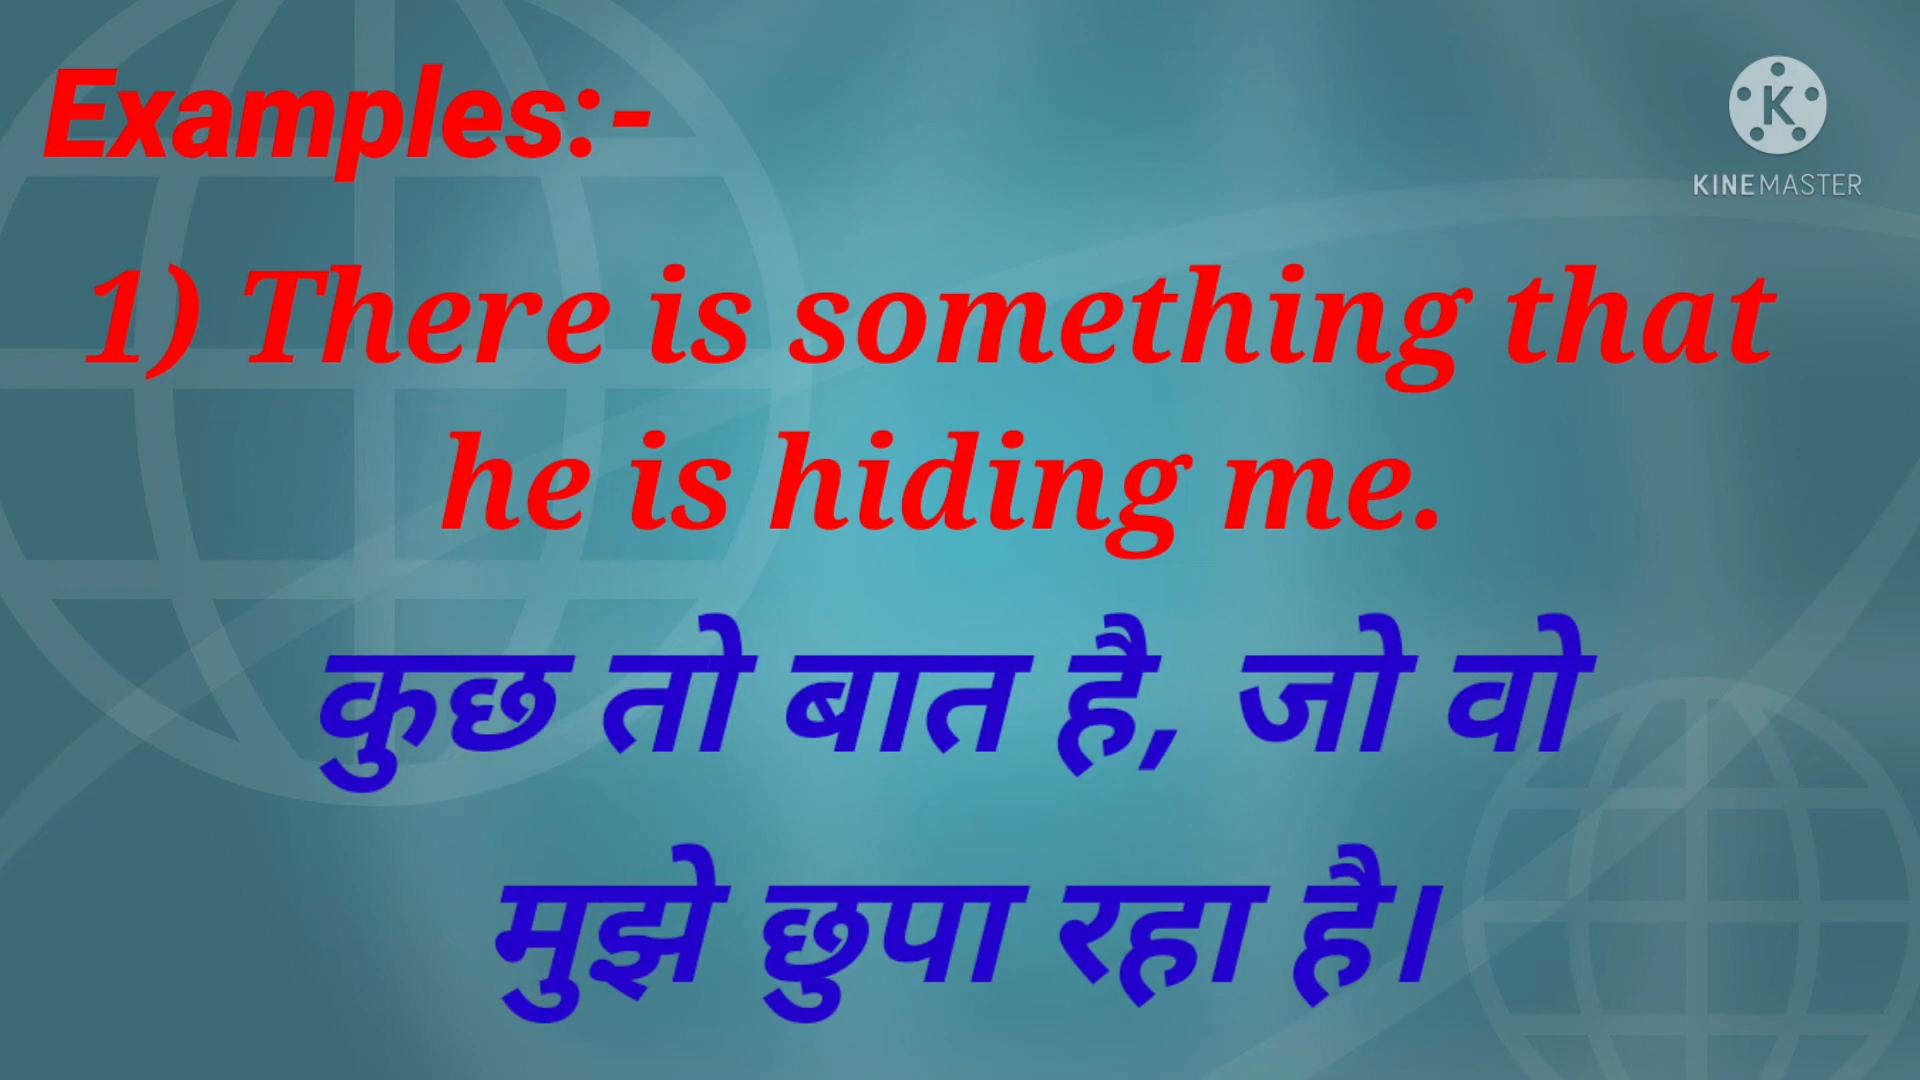 Examples:-
K
KINEMASTER
1) There is something that
he is hiding me.
कुछ तो बात है, जो वो
मुझे छुपा रहा है।